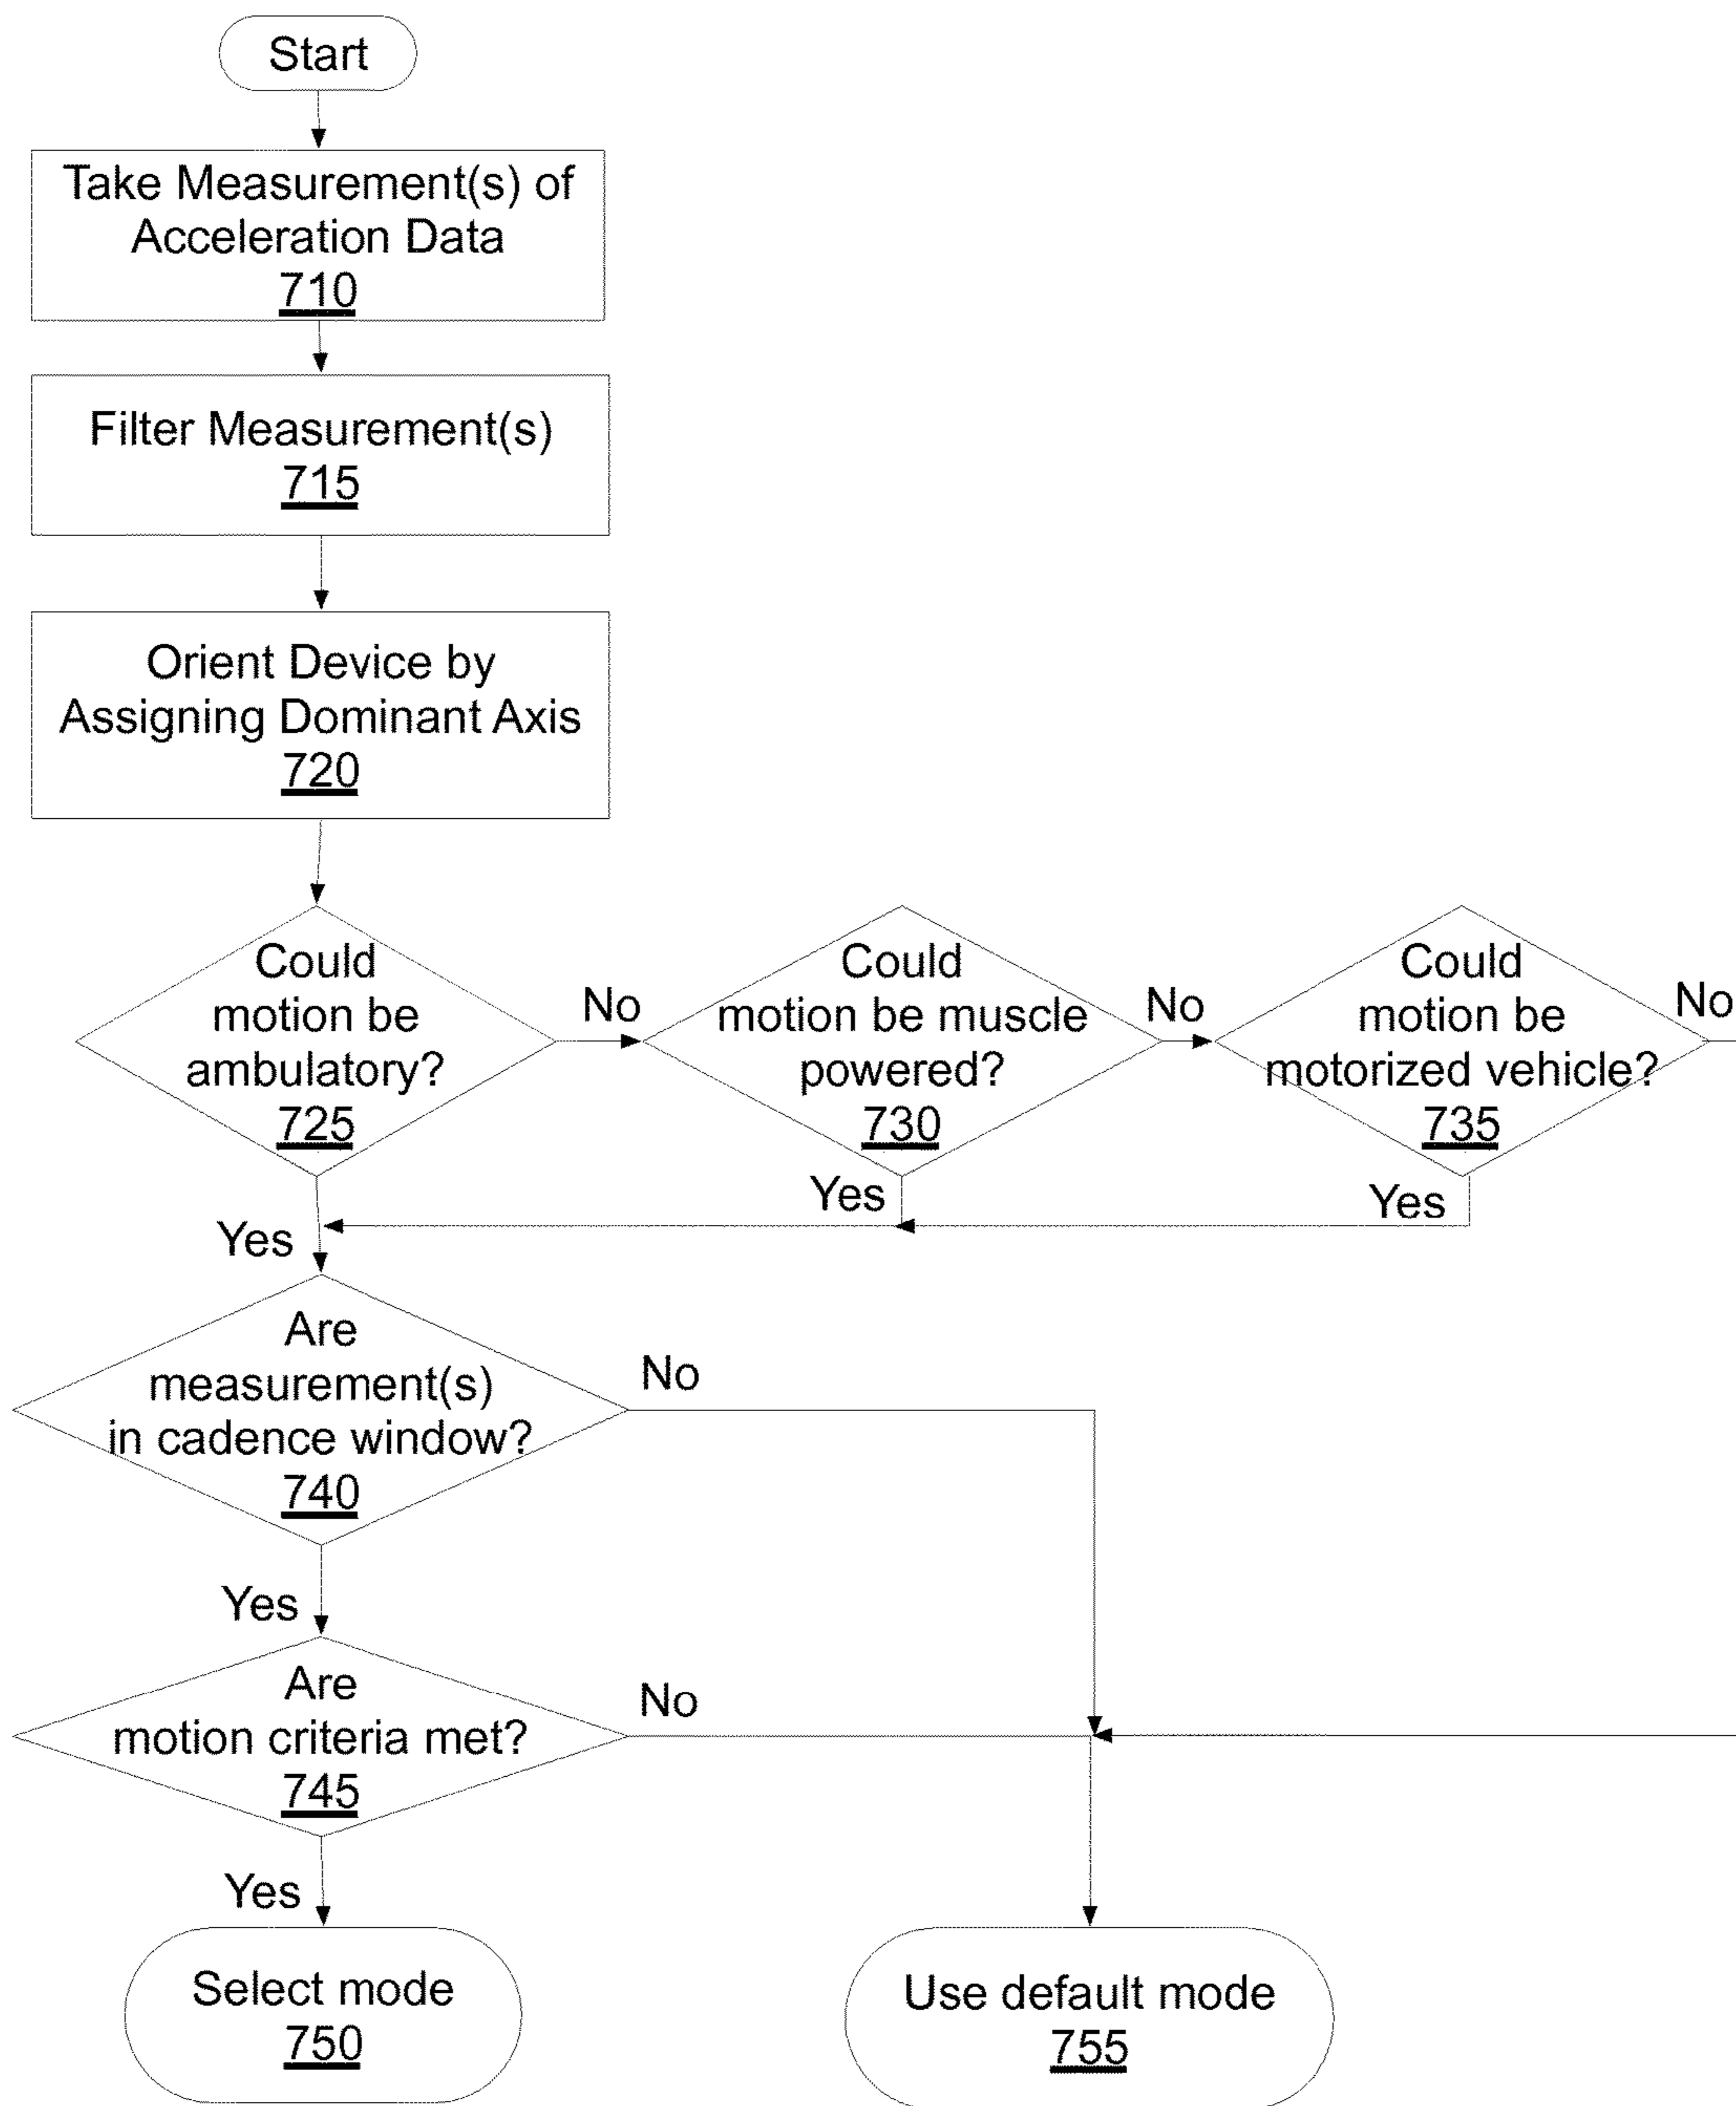 Start
Take Measurement(s) of
Acceleration Data
710
Filter Measurement(s)
715
Orient Device by
Assigning Dominant Axis
720
Could
motion be
ambulatory?
725
No
Could
motion be muscle
powered?
730
No
Could
motion be
motorized vehicle?
735
No
Yes
Yes
Yes
Are
measurement(s)
in cadence window?
740
No
Yes
Are
motion criteria met?
745
No
Yes
Select mode
750
Use default mode
755